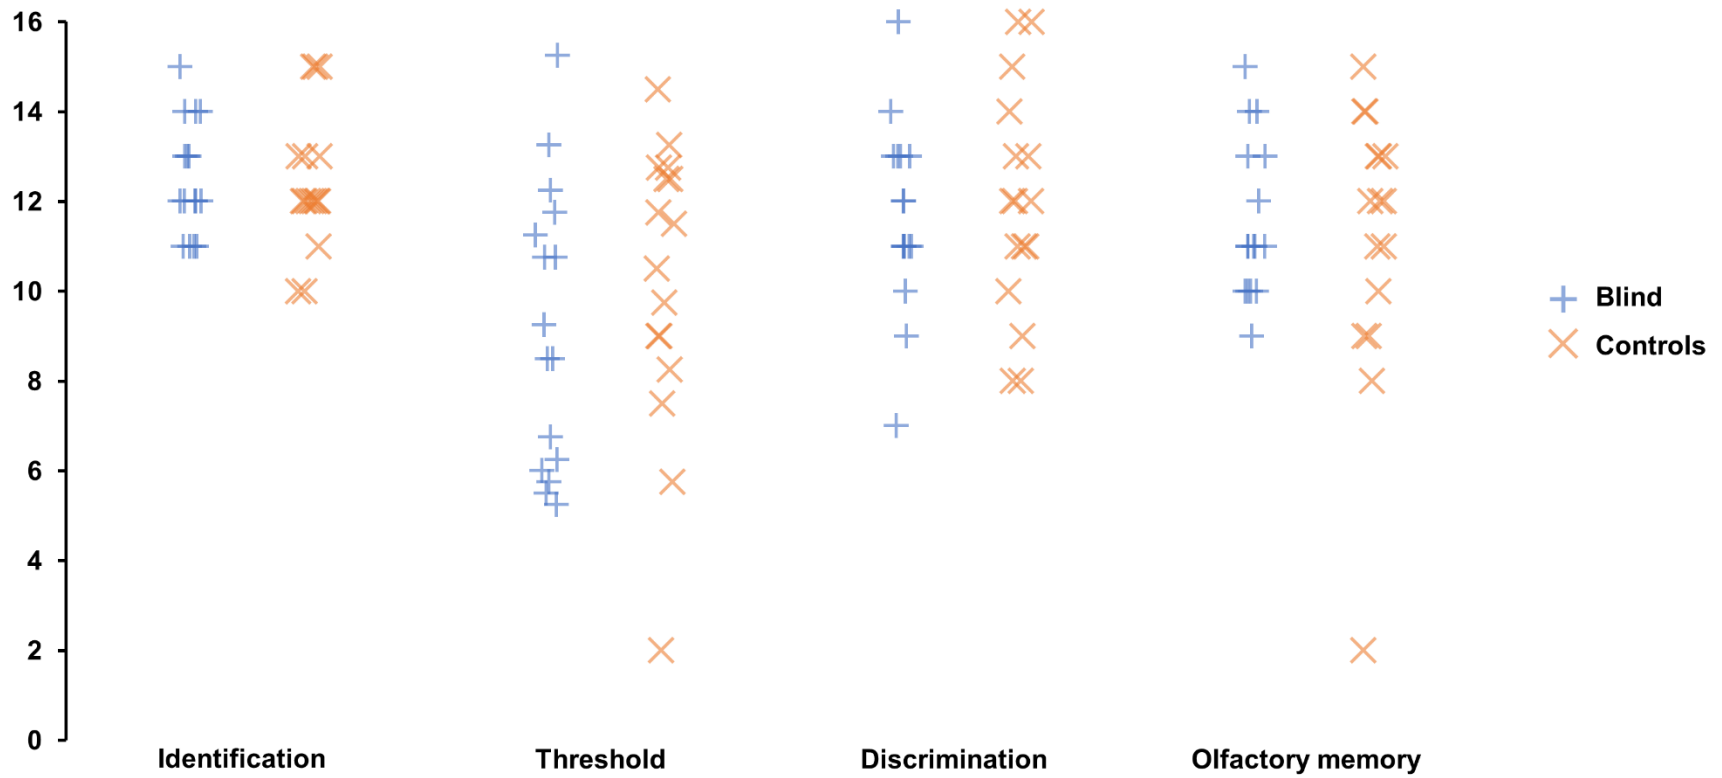 16
14
12
10
8
6
4
2
0
Identification
Threshold
Discrimination
Olfactory memory
Blind
Controls